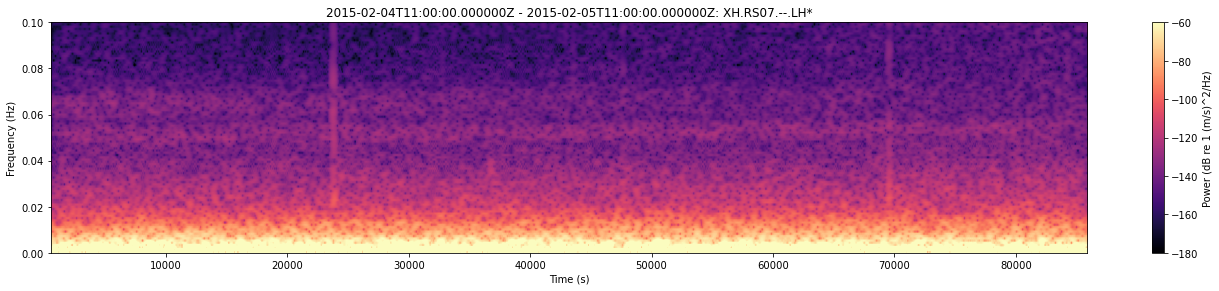 2015-02-04T11:00:00.000000Z - 2015-02-05T11:00:00.000000Z: XH.RS07.--.LH*
0.10
0.08
0.06
0.04
0.02
0.00
Frequency (Hz)
10000 20000 30000 40000 50000 60000 70000 80000
Time (s)
−60
−80
−100
−120
−140
−160
−180
Power (dB re 1 (m/s)^2/Hz)